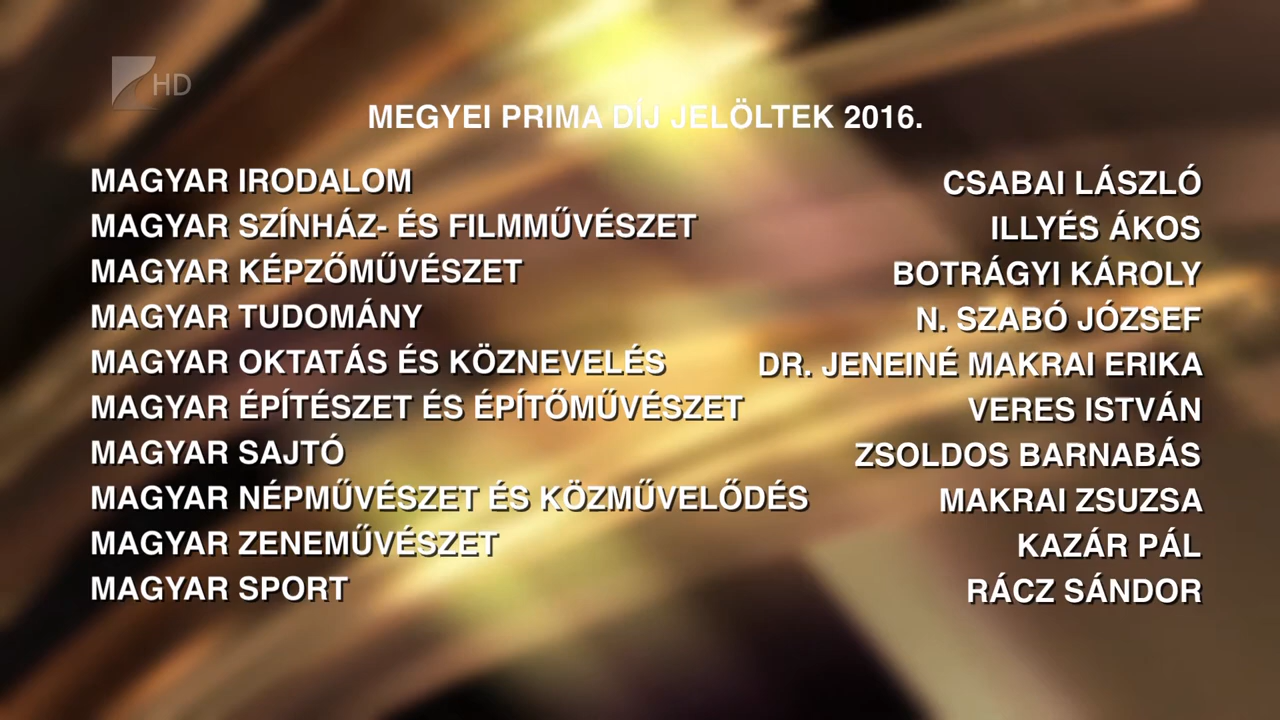 HD
MEGYEI PRIMA DÍJ JELÖLTEK 2016.
MAGYAR IRODALOM CSABAI LÁSZLÓ
MAGYAR SZÍNHÁZ- ÉS FILMMŰVÉSZET ILLYÉS ÁKOS
MAGYAR KÉPZŐMŰVÉSZET BOTRÁGYI KÁROLY
MAGYAR TUDOMÁNY N. SZABÓ JÓZSEF
MAGYAR OKTATÁS ÉS KÖZNEVELÉS DR. JENEINÉ MAKRAI ERIKA
MAGYAR ÉPÍTÉSZET ÉS ÉPÍTŐMŰVÉSZET VERES ISTVÁN
MAGYAR SAJTÓ ZSOLDOS BARNABÁS
MAGYAR NÉPMŰVÉSZET ÉS KÖZMŰVELŐDÉS MAKRAI ZSUZSA
MAGYAR ZENEMŰVÉSZET KAZÁR PÁL
MAGYAR SPORT RÁCZ SÁNDOR